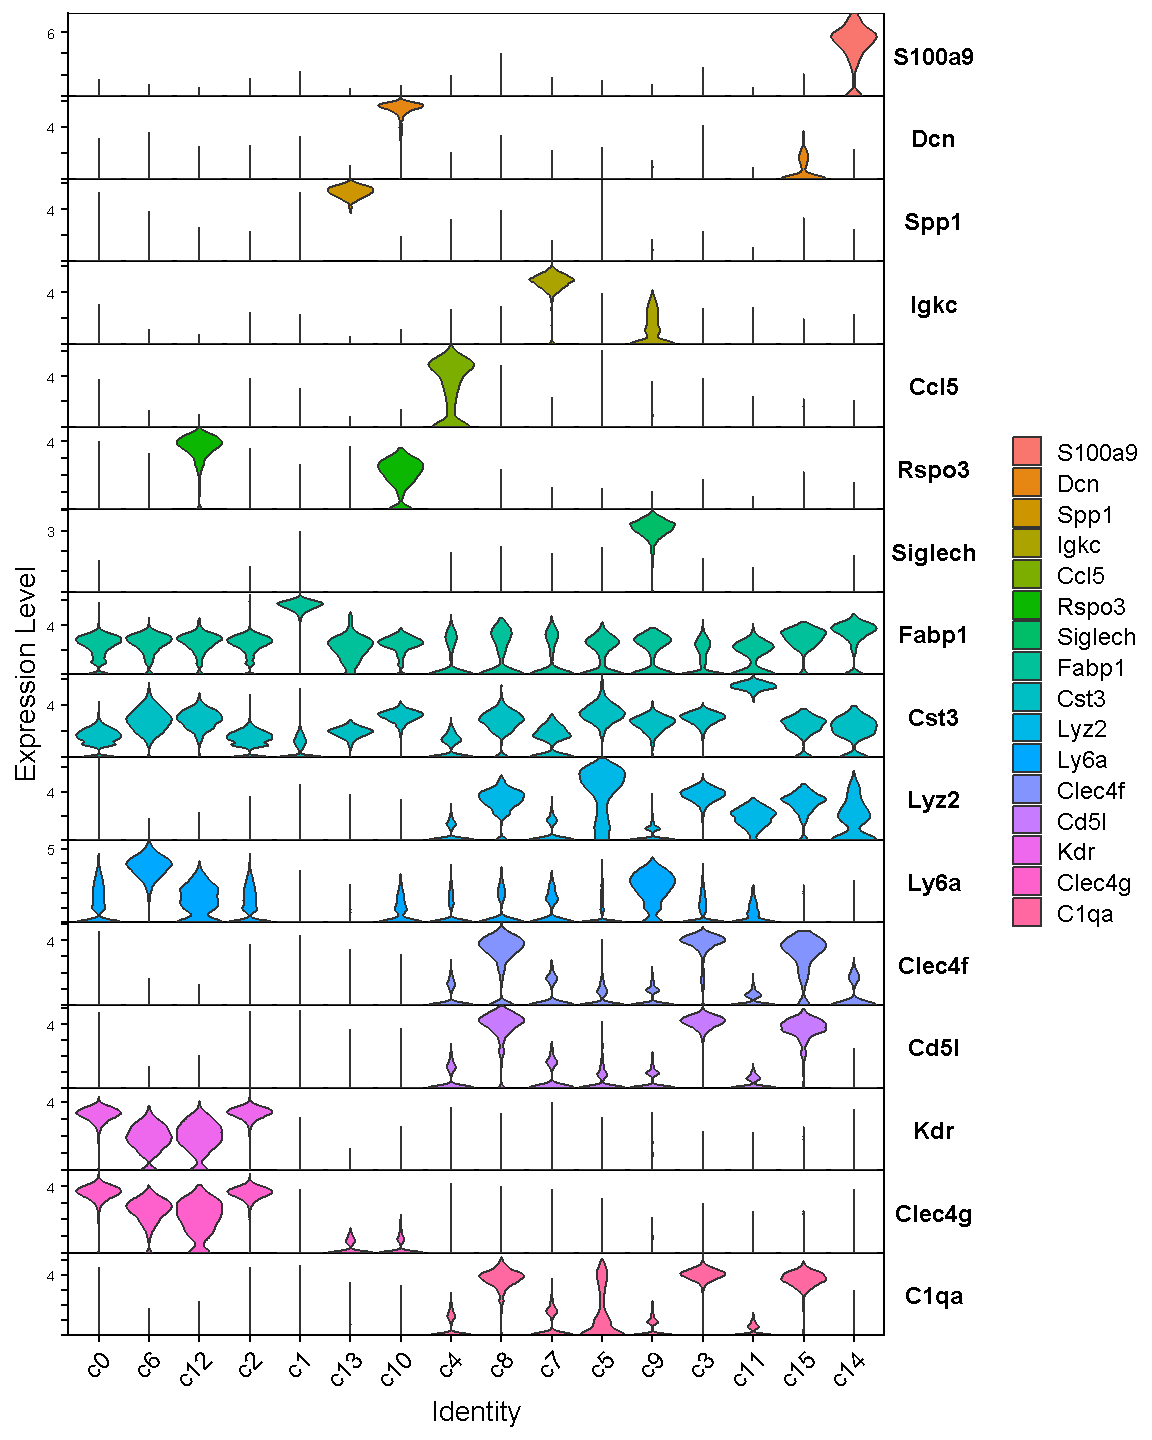 6
S100a9
4
Dcn
4
Spp1
4
Igkc
4
Ccl5
4
Rspo3
3
Siglech
4
Fabp1
4
Cst3
4
Lyz2
5
Ly6a
4
Clec4f
4
Cd5l
4
Kdr
4
Clec4g
4
C1qa
Expression Level
c0 c6 c12 c2 c1 c13 c10 c4 c8 c7 c5 c9 c3 c11 c15 c14
Identity
S100a9
Dcn
Spp1
Igkc
Ccl5
Rspo3
Siglech
Fabp1
Cst3
Lyz2
Ly6a
Clec4f
Cd5l
Kdr
Clec4g
C1qa